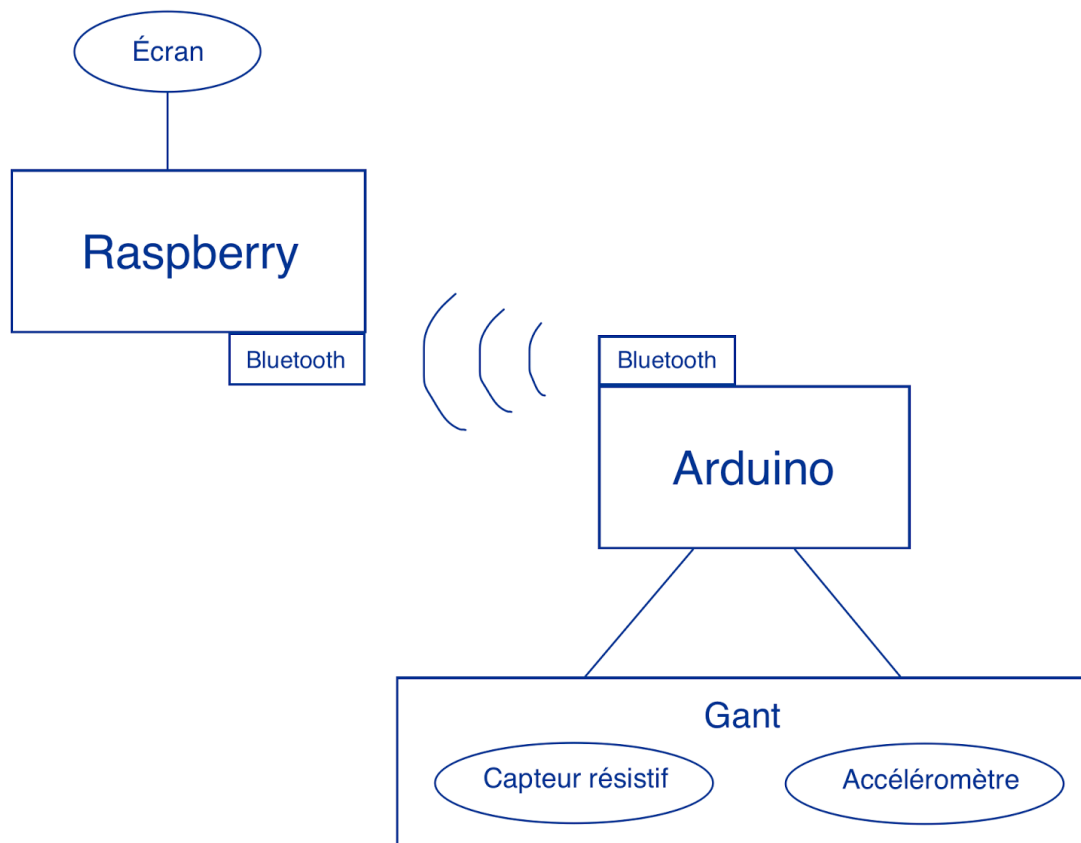 Écran
Raspberry
Bluetooth
Bluetooth
Arduino
Gant
Capteur résistif
Accéléromètre